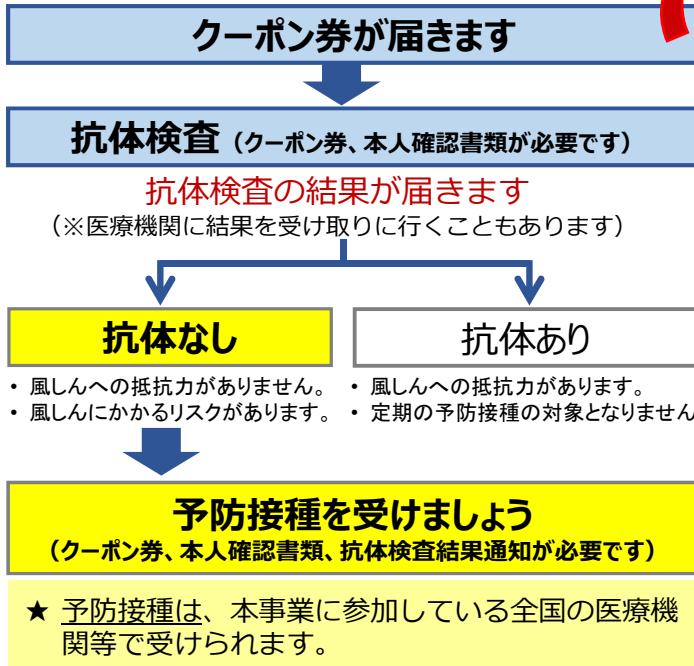 クーポン券が届きます
抗体検査（クーポン券、本人確認書類が必要です）
抗体検査の結果が届きます
（※医療機関に結果を受け取りに行くこともあります）
抗体なし
・ 風しんへの抵抗力がありません。
・ 風しんにかかるリスクがあります。
抗体あり
・ 風しんへの抵抗力があります。
・ 定期の予防接種の対象となりません
予防接種を受けましょう
（クーポン券、本人確認書類、抗体検査結果通知が必要です）
★ 予防接種は、本事業に参加している全国の医療機
関等で受けられます。